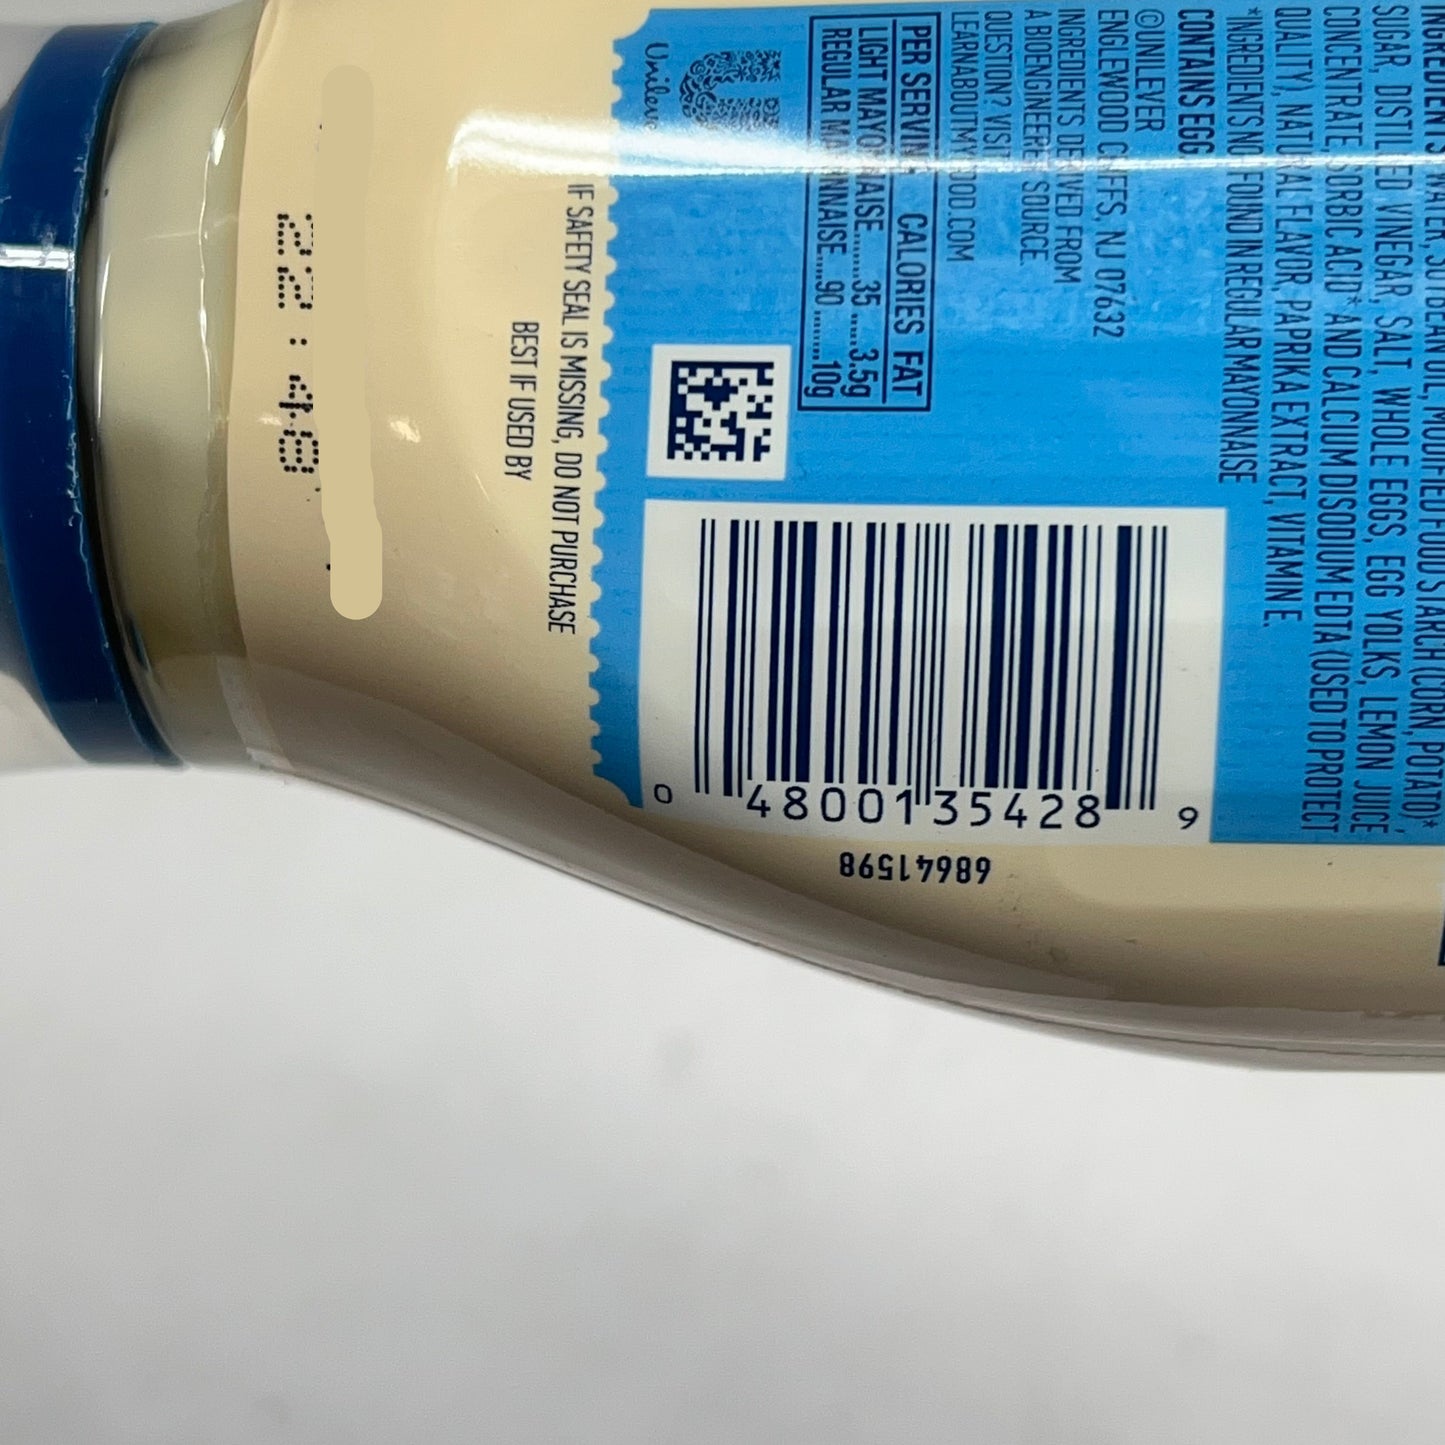 INGREDIENTS: WATER, SOYBEAN OIL, MODIFIED FOOD STARCH (CORN, POTATO)*,
SUGAR, DISTILLED VINEGAR, SALT, WHOLE EGGS, EGG YOLKS, LEMON JUICE
CONCENTRATE, SORBIC ACID* AND CALCIUM DISODIUM EDTA (USED TO PROTECT
QUALITY), NATURAL FLAVOR, PAPRIKA EXTRACT, VITAMIN E.
*INGREDIENTS NOT FOUND IN REGULAR MAYONNAISE
CONTAINS EGG.
©UNILEVER
ENGLEWOOD CLIFFS, NJ 07632
INGREDIENTS DERIVED FROM
A BIOENGINEERED SOURCE
QUESTION? VISIT
LEARNABOUTMYFOOD.COM
PER SERVING CALORIES FAT
LIGHT MAYONNAISE.......35.....3.5g
REGULAR MAYONNAISE.....90........10g
Unilever
0 48001 35428 9
68641598
IF SAFETY SEAL IS MISSING, DO NOT PURCHASE
BEST IF USED BY
22:48